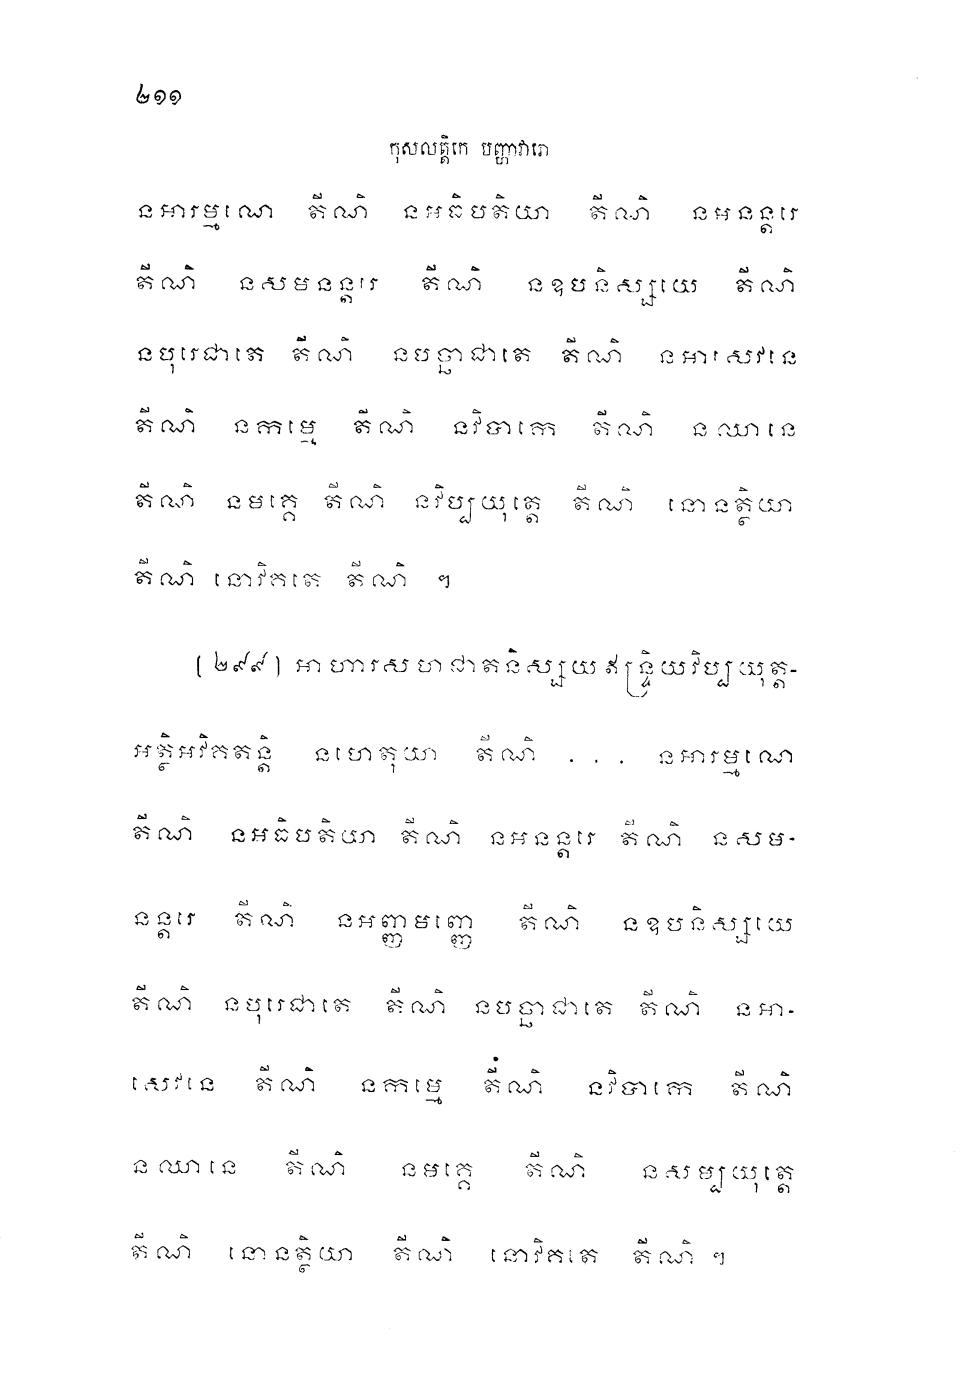 ២១១
កុសលត្តិកេ បញ្ហាវារោ
នអារម្មណេ តីណិ នអធិបតិយា តីណិ នអនន្តរេ
តីណិ នសមនន្តរេ តីណិ នឧបនិស្សយេ តីណិ
នបុរេជាតេ តីណិ នបច្ឆាជាតេ តីណិ នអាសេវនេ
តីណិ នកម្មេ តីណិ នវិបាកេ តីណិ នឈានេ
តីណិ នមគ្គេ តីណិ នវិប្បយុត្តេ តីណិ នោនត្ថិយា
តីណិ នោវិកតេ តីណិ ។
(២៩៩) អាហារសហជាតនិស្សយឥន្ទ្រិយវិប្បយុត្ត-
អត្ថិអវិកតន្តិ នហេតុយា តីណិ . . . នអារម្មណេ
តីណិ នអធិបតិយា តីណិ នអនន្តរេ តីណិ នសម-
នន្តរេ តីណិ នអញ្ញមញ្ញេ តីណិ នឧបនិស្សយេ
តីណិ នបុរេជាតេ តីណិ នបច្ឆាជាតេ តីណិ នអា-
សេវនេ តីណិ នកម្មេ តីណិ នវិបាកេ តីណិ
នឈានេ តីណិ នមគ្គេ តីណិ នសម្បយុត្តេ
តីណិ នោនត្ថិយា តីណិ នោវិកតេ តីណិ ។